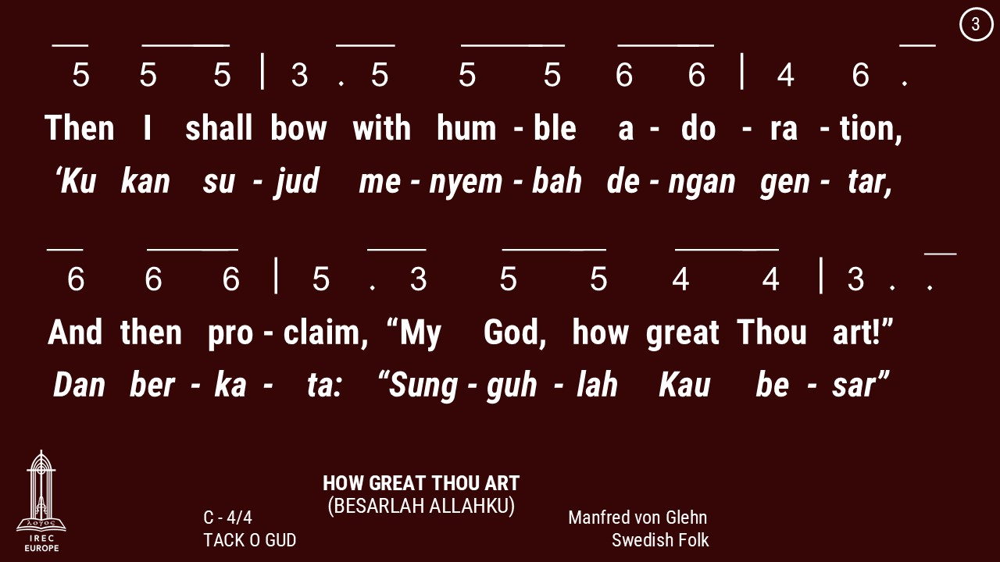 3
5 5 5 | 3 . 5 5 5 6 6 | 4 6 .
Then I shall bow with hum - ble a - do - ra - tion,
‘Ku kan su - jud me - nyem - bah de - ngan gen - tar,
6 6 6 | 5 . 3 5 5 4 4 | 3 . .
And then pro - claim, “My God, how great Thou art!”
Dan ber - ka - ta: “Sung - guh - lah Kau be - sar”
HOW GREAT THOU ART
(BESARLAH ALLAHKU)
C - 4/4
TACK O GUD
Manfred von Glehn
Swedish Folk
λογος
IREC
EUROPE